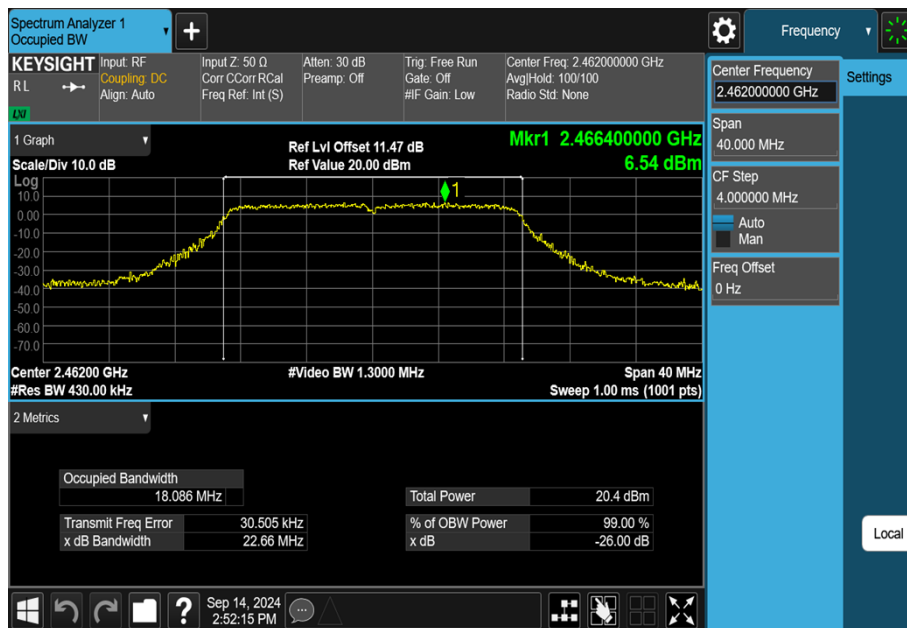 Spectrum Analyzer 1
Occupied BW
+
Frequency
KEYSIGHT
RL
LXI
Input: RF
Coupling: DC
Align: Auto
Input Z: 50 Ω
Corr CCorr RCal
Freq Ref: Int (S)
Atten: 30 dB
Preamp: Off
Trig: Free Run
Gate: Off
#IF Gain: Low
Center Freq: 2.462000000 GHz
Avg|Hold: 100/100
Radio Std: None
Center Frequency
2.462000000 GHz
Settings
Span
40.000 MHz
CF Step
4.000000 MHz
Auto
Man
Freq Offset
0 Hz
Local
1 Graph
Scale/Div 10.0 dB
Ref Lvl Offset 11.47 dB
Ref Value 20.00 dBm
Mkr1 2.466400000 GHz
6.54 dBm
Log
10.0
0.00
-10.0
-20.0
-30.0
-40.0
-50.0
-60.0
-70.0
1
Center 2.46200 GHz
#Res BW 430.00 kHz
#Video BW 1.3000 MHz
Span 40 MHz
Sweep 1.00 ms (1001 pts)
2 Metrics
Occupied Bandwidth
18.086 MHz
Transmit Freq Error 30.505 kHz
x dB Bandwidth 22.66 MHz
Total Power 20.4 dBm
% of OBW Power 99.00 %
x dB -26.00 dB
?
Sep 14, 2024
2:52:15 PM